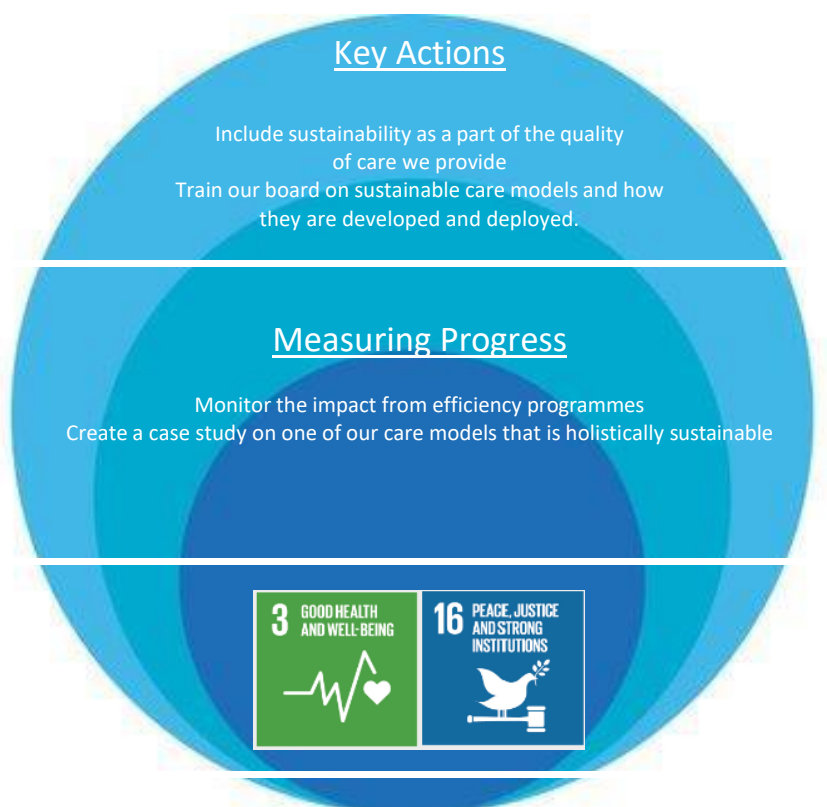 Key Actions
Include sustainability as a part of the quality
of care we provide
Train our board on sustainable care models and how
they are developed and deployed.
Measuring Progress
Monitor the impact from efficiency programmes
Create a case study on one of our care models that is holistically sustainable
3 GOOD HEALTH
AND WELL-BEING
16 PEACE, JUSTICE
AND STRONG
INSTITUTIONS